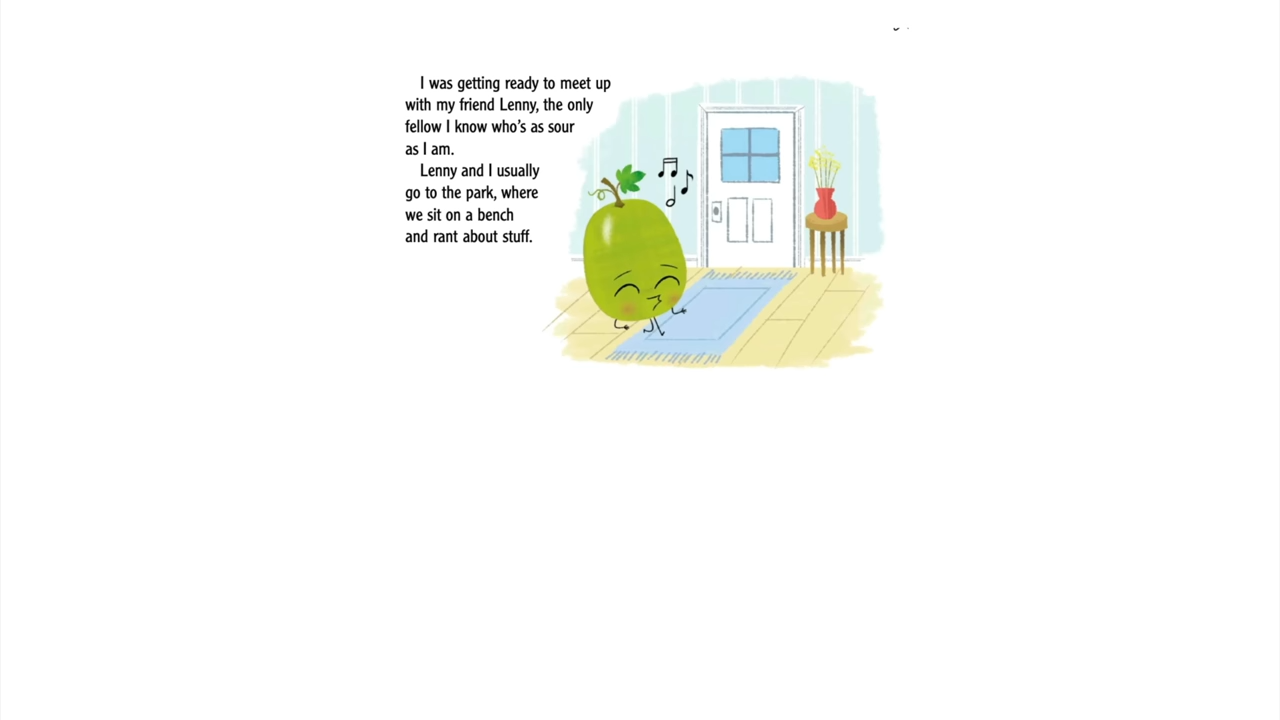 I was getting ready to meet up
with my friend Lenny, the only
fellow I know who's as sour
as I am.
Lenny and I usually
go to the park, where
we sit on a bench
and rant about stuff.